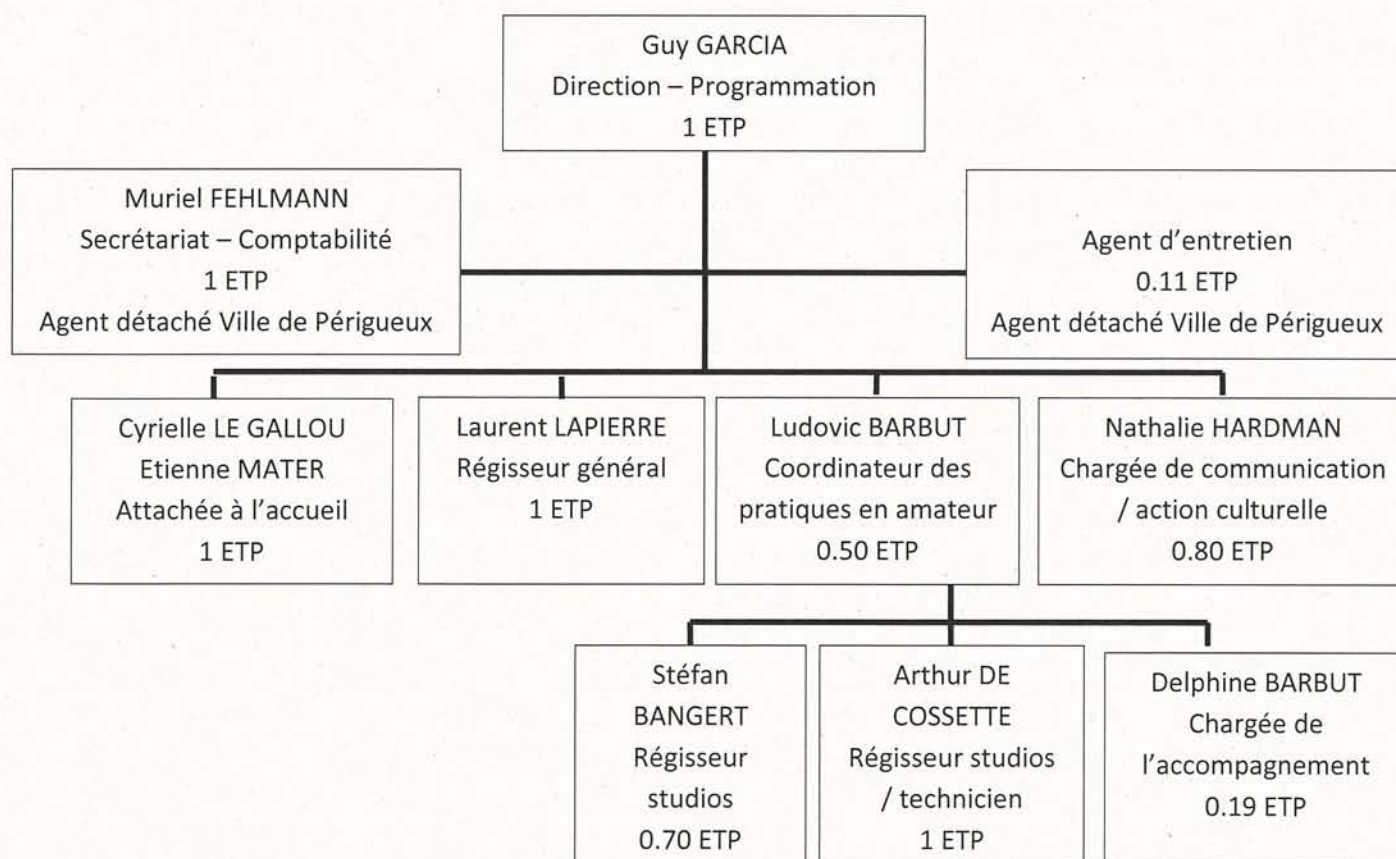 Guy GARCIA
Direction – Programmation
1 ETP
Muriel FEHLMANN
Secrétariat – Comptabilité
1 ETP
Agent détaché Ville de Périgueux
Agent d’entretien
0.11 ETP
Agent détaché Ville de Périgueux
Cyrielle LE GALLOU
Etienne MATER
Attachée à l’accueil
1 ETP
Laurent LAPIERRE
Régisseur général
1 ETP
Ludovic BARBUT
Coordinateur des
pratiques en amateur
0.50 ETP
Nathalie HARDMAN
Chargée de communication
/ action culturelle
0.80 ETP
Stéfan
BANGERT
Régisseur
studios
0.70 ETP
Arthur DE
COSSETTE
Régisseur studios
/ technicien
1 ETP
Delphine BARBUT
Chargée de
l’accompagnement
0.19 ETP